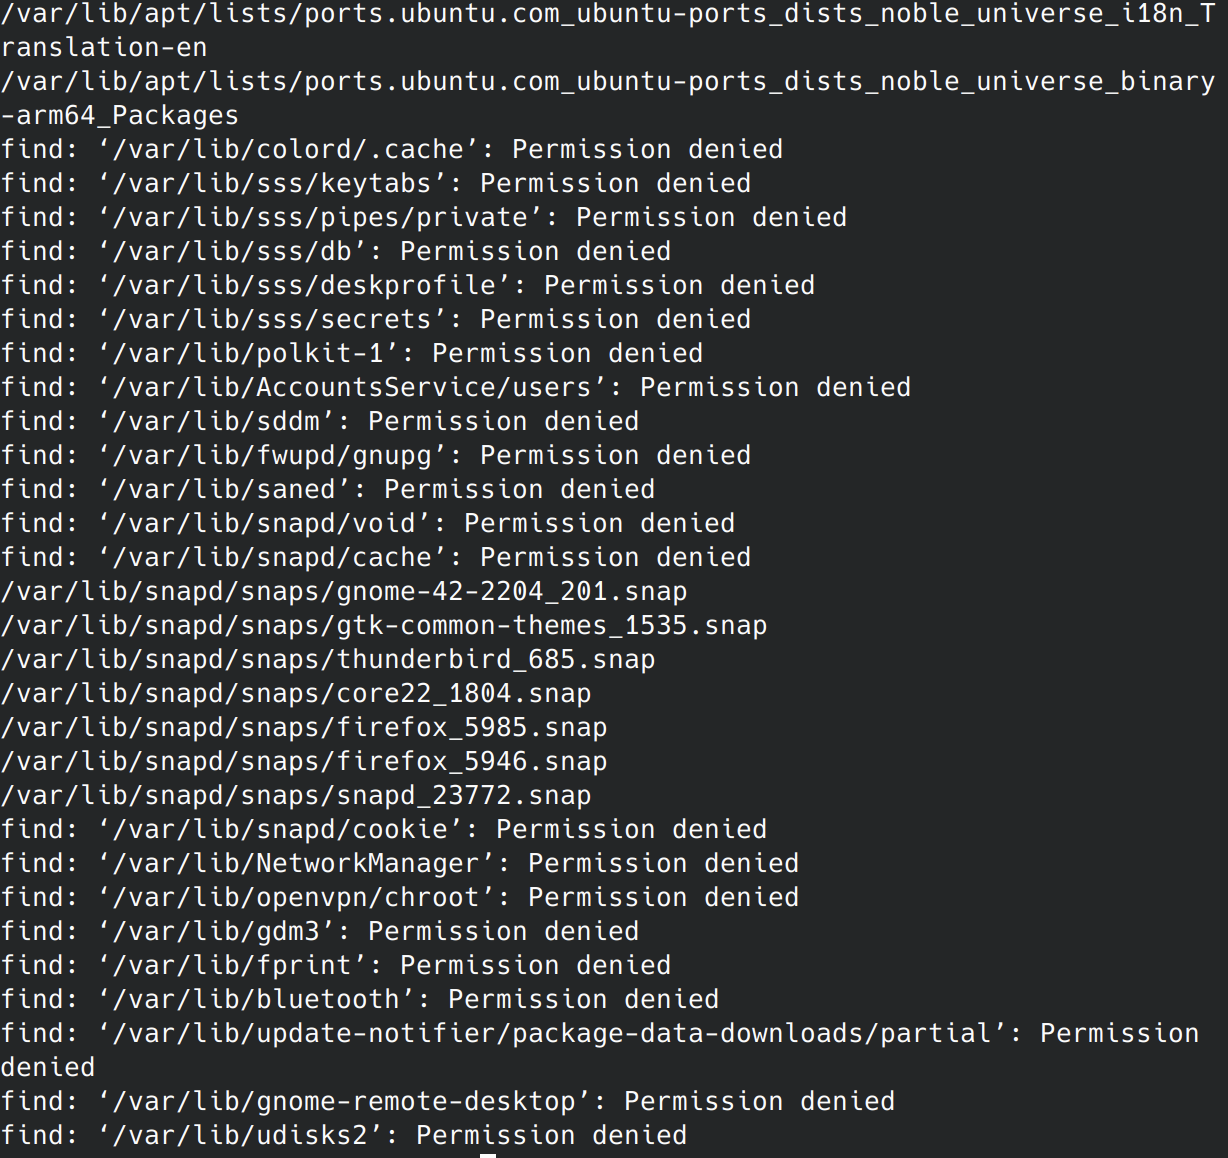 /var/lib/apt/lists/ports.ubuntu.com_ubuntu-ports_dists_noble_universe_i18n_T
ranslation-en
/var/lib/apt/lists/ports.ubuntu.com_ubuntu-ports_dists_noble_universe_binary
-arm64_Packages
find: ‘/var/lib/colord/.cache’: Permission denied
find: ‘/var/lib/sss/keytabs’: Permission denied
find: ‘/var/lib/sss/pipes/private’: Permission denied
find: ‘/var/lib/sss/db’: Permission denied
find: ‘/var/lib/sss/deskprofile’: Permission denied
find: ‘/var/lib/sss/secrets’: Permission denied
find: ‘/var/lib/polkit-1’: Permission denied
find: ‘/var/lib/AccountsService/users’: Permission denied
find: ‘/var/lib/sddm’: Permission denied
find: ‘/var/lib/fwupd/gnupg’: Permission denied
find: ‘/var/lib/saned’: Permission denied
find: ‘/var/lib/snapd/void’: Permission denied
find: ‘/var/lib/snapd/cache’: Permission denied
/var/lib/snapd/snaps/gnome-42-2204_201.snap
/var/lib/snapd/snaps/gtk-common-themes_1535.snap
/var/lib/snapd/snaps/thunderbird_685.snap
/var/lib/snapd/snaps/core22_1804.snap
/var/lib/snapd/snaps/firefox_5985.snap
/var/lib/snapd/snaps/firefox_5946.snap
/var/lib/snapd/snaps/snapd_23772.snap
find: ‘/var/lib/snapd/cookie’: Permission denied
find: ‘/var/lib/NetworkManager’: Permission denied
find: ‘/var/lib/openvpn/chroot’: Permission denied
find: ‘/var/lib/gdm3’: Permission denied
find: ‘/var/lib/fprint’: Permission denied
find: ‘/var/lib/bluetooth’: Permission denied
find: ‘/var/lib/update-notifier/package-data-downloads/partial’: Permission
denied
find: ‘/var/lib/gnome-remote-desktop’: Permission denied
find: ‘/var/lib/udisks2’: Permission denied